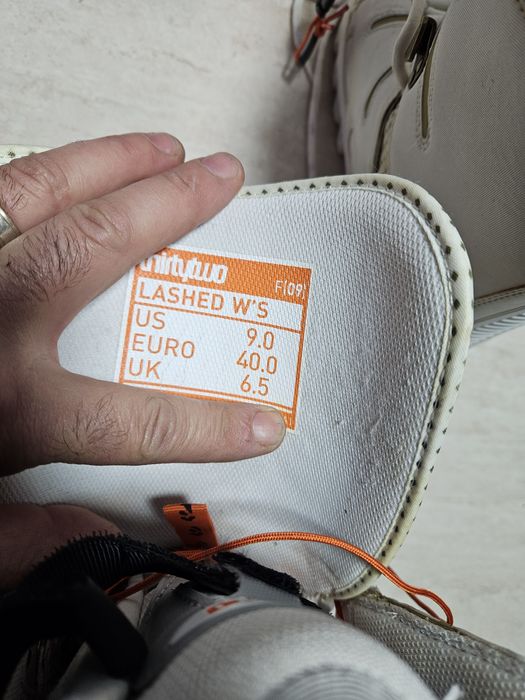 thirtytwo
F(09)
LASHED W'S
US 9.0
EURO 40.0
UK 6.5